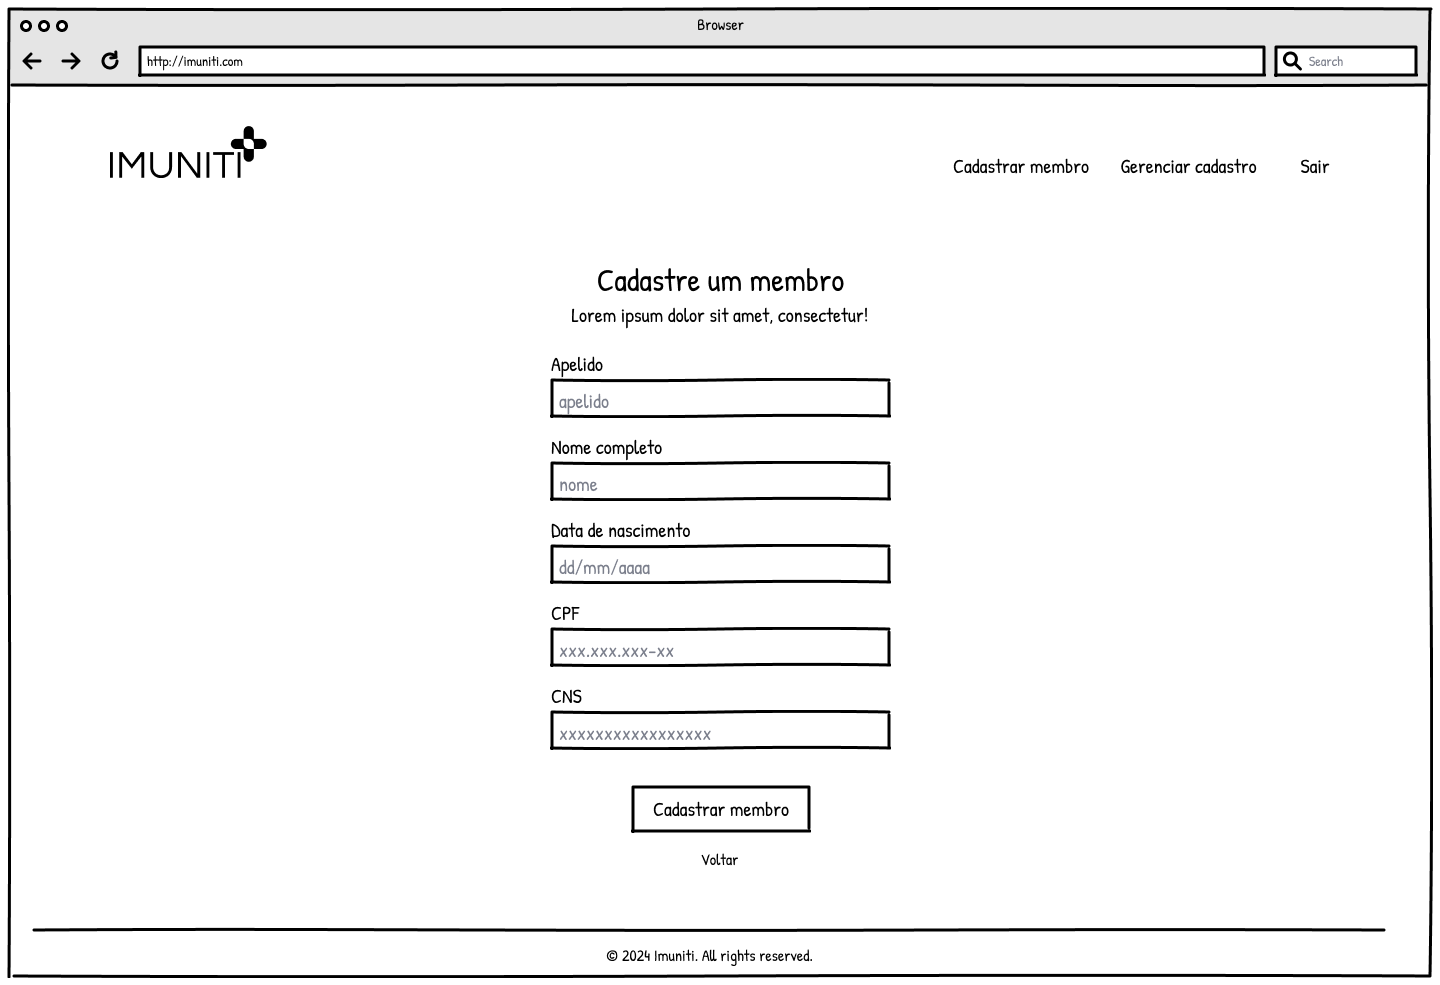 Browser
http://imuniti.com
Search
IMUNITI
Cadastrar membro Gerenciar cadastro Sair
Cadastre um membro
Lorem ipsum dolor sit amet, consectetur!
Apelido
apelido
Nome completo
nome
Data de nascimento
dd/mm/aaaa
CPF
xxx.xxx.xxx-xx
CNS
xxxxxxxxxxxxxxxxx
Cadastrar membro
Voltar
© 2024 Imuniti. All rights reserved.